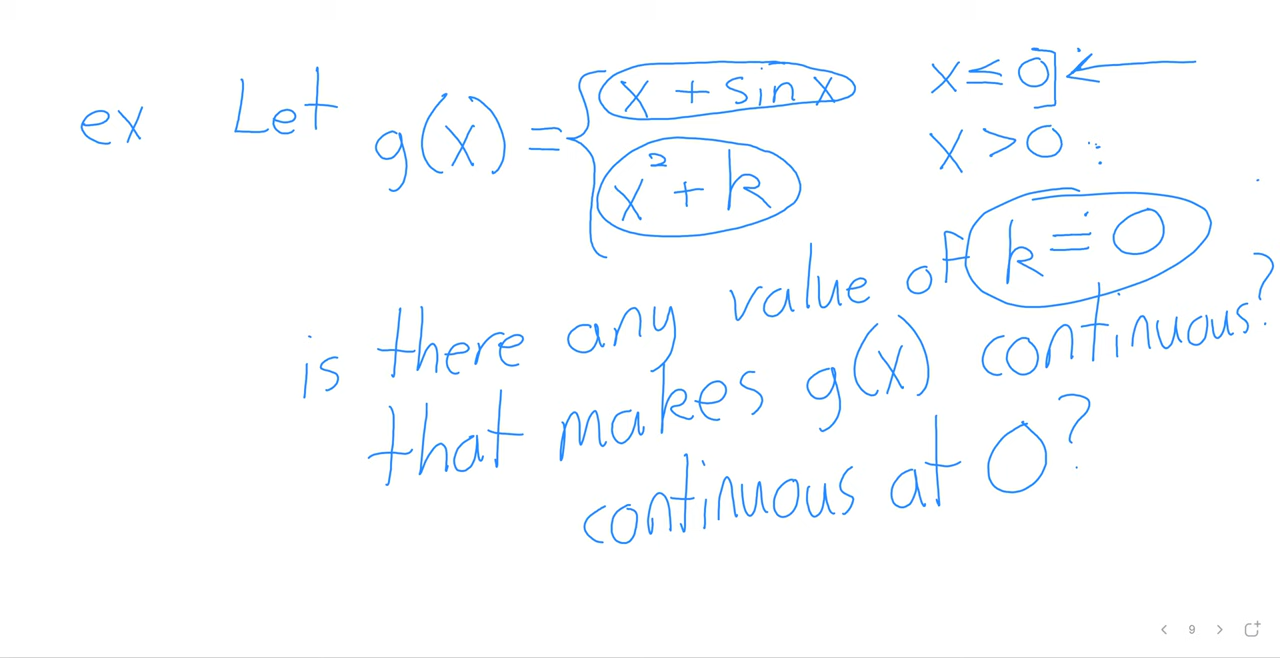 ex Let g(x) = { x + sin x x ≤ 0] ←
x² + k x > 0
is there any value of k = 0
that makes g(x) continuous?
continuous at 0?
9